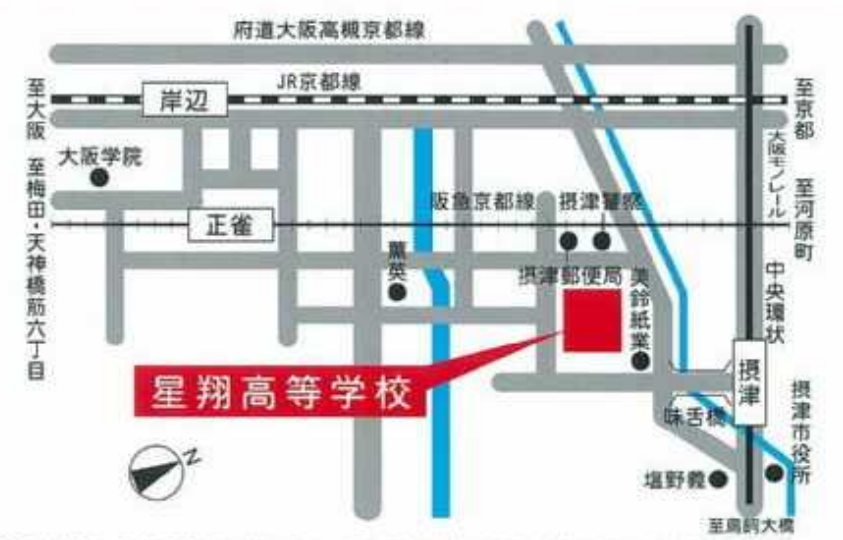 府道大阪高槻京都線
JR京都線
岸辺
至大阪
至京都
大阪学院
大阪モノレール
至梅田・天神橋筋六丁目
至河原町
阪急京都線
摂津警察
正雀
薫英
摂津郵便局
美鈴紙業
中央環状
星翔高等学校
摂津
味舌橋
摂津市役所
N
塩野義
至鳥飼大橋